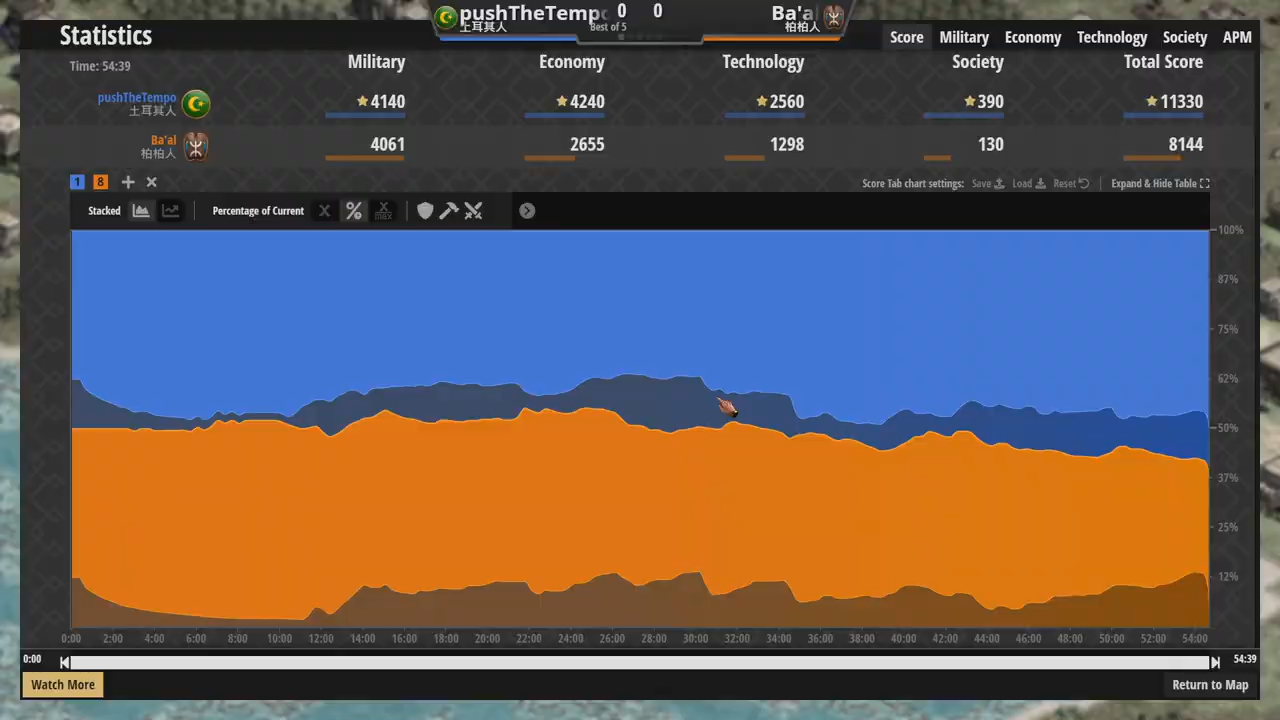 pushTheTemp 0 0 Ba'al
土耳其人 Best of 5 柏柏人
Statistics
Score Military Economy Technology Society APM
Time: 54:39
Military Economy Technology Society Total Score
pushTheTempo
土耳其人
4140 4240 2560 390 11330
Ba'al
柏柏人
4061 2655 1298 130 8144
1 8
Score Tab chart settings: Save Load Reset Expand & Hide Table
Stacked Percentage of Current X % X max
100%
87%
75%
62%
50%
37%
25%
12%
0:00 2:00 4:00 6:00 8:00 10:00 12:00 14:00 16:00 18:00 20:00 22:00 24:00 26:00 28:00 30:00 32:00 34:00 36:00 38:00 40:00 42:00 44:00 46:00 48:00 50:00 52:00 54:00
0:00 54:39
Watch More Return to Map